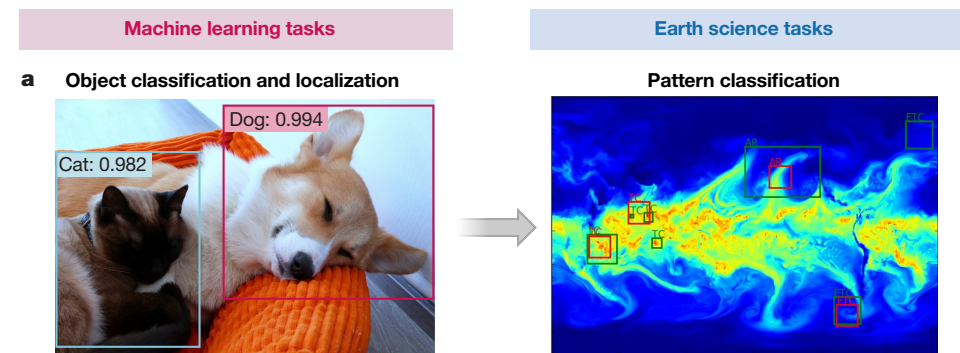 Machine learning tasks
Earth science tasks
a Object classification and localization
Pattern classification
Dog: 0.994
Cat: 0.982
ETC
AR
AR
TC
TC
TC
TC
ETC
ETC